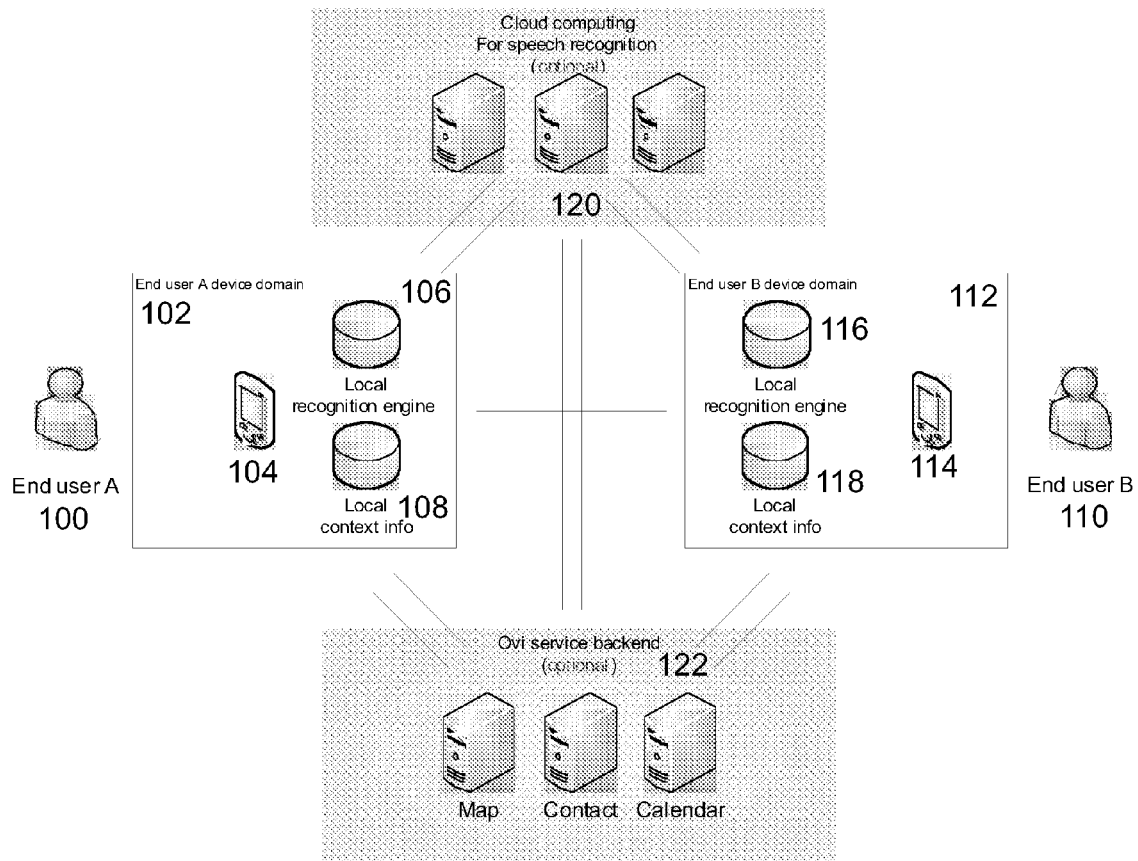 Cloud computing
For speech recognition
(optional)
120
End user A device domain
102
106
Local
recognition engine
104
108
Local
context info
End user A
100
End user B device domain
112
116
Local
recognition engine
114
118
Local
context info
End user B
110
Ovi service backend
(optional)
122
Map
Contact
Calendar